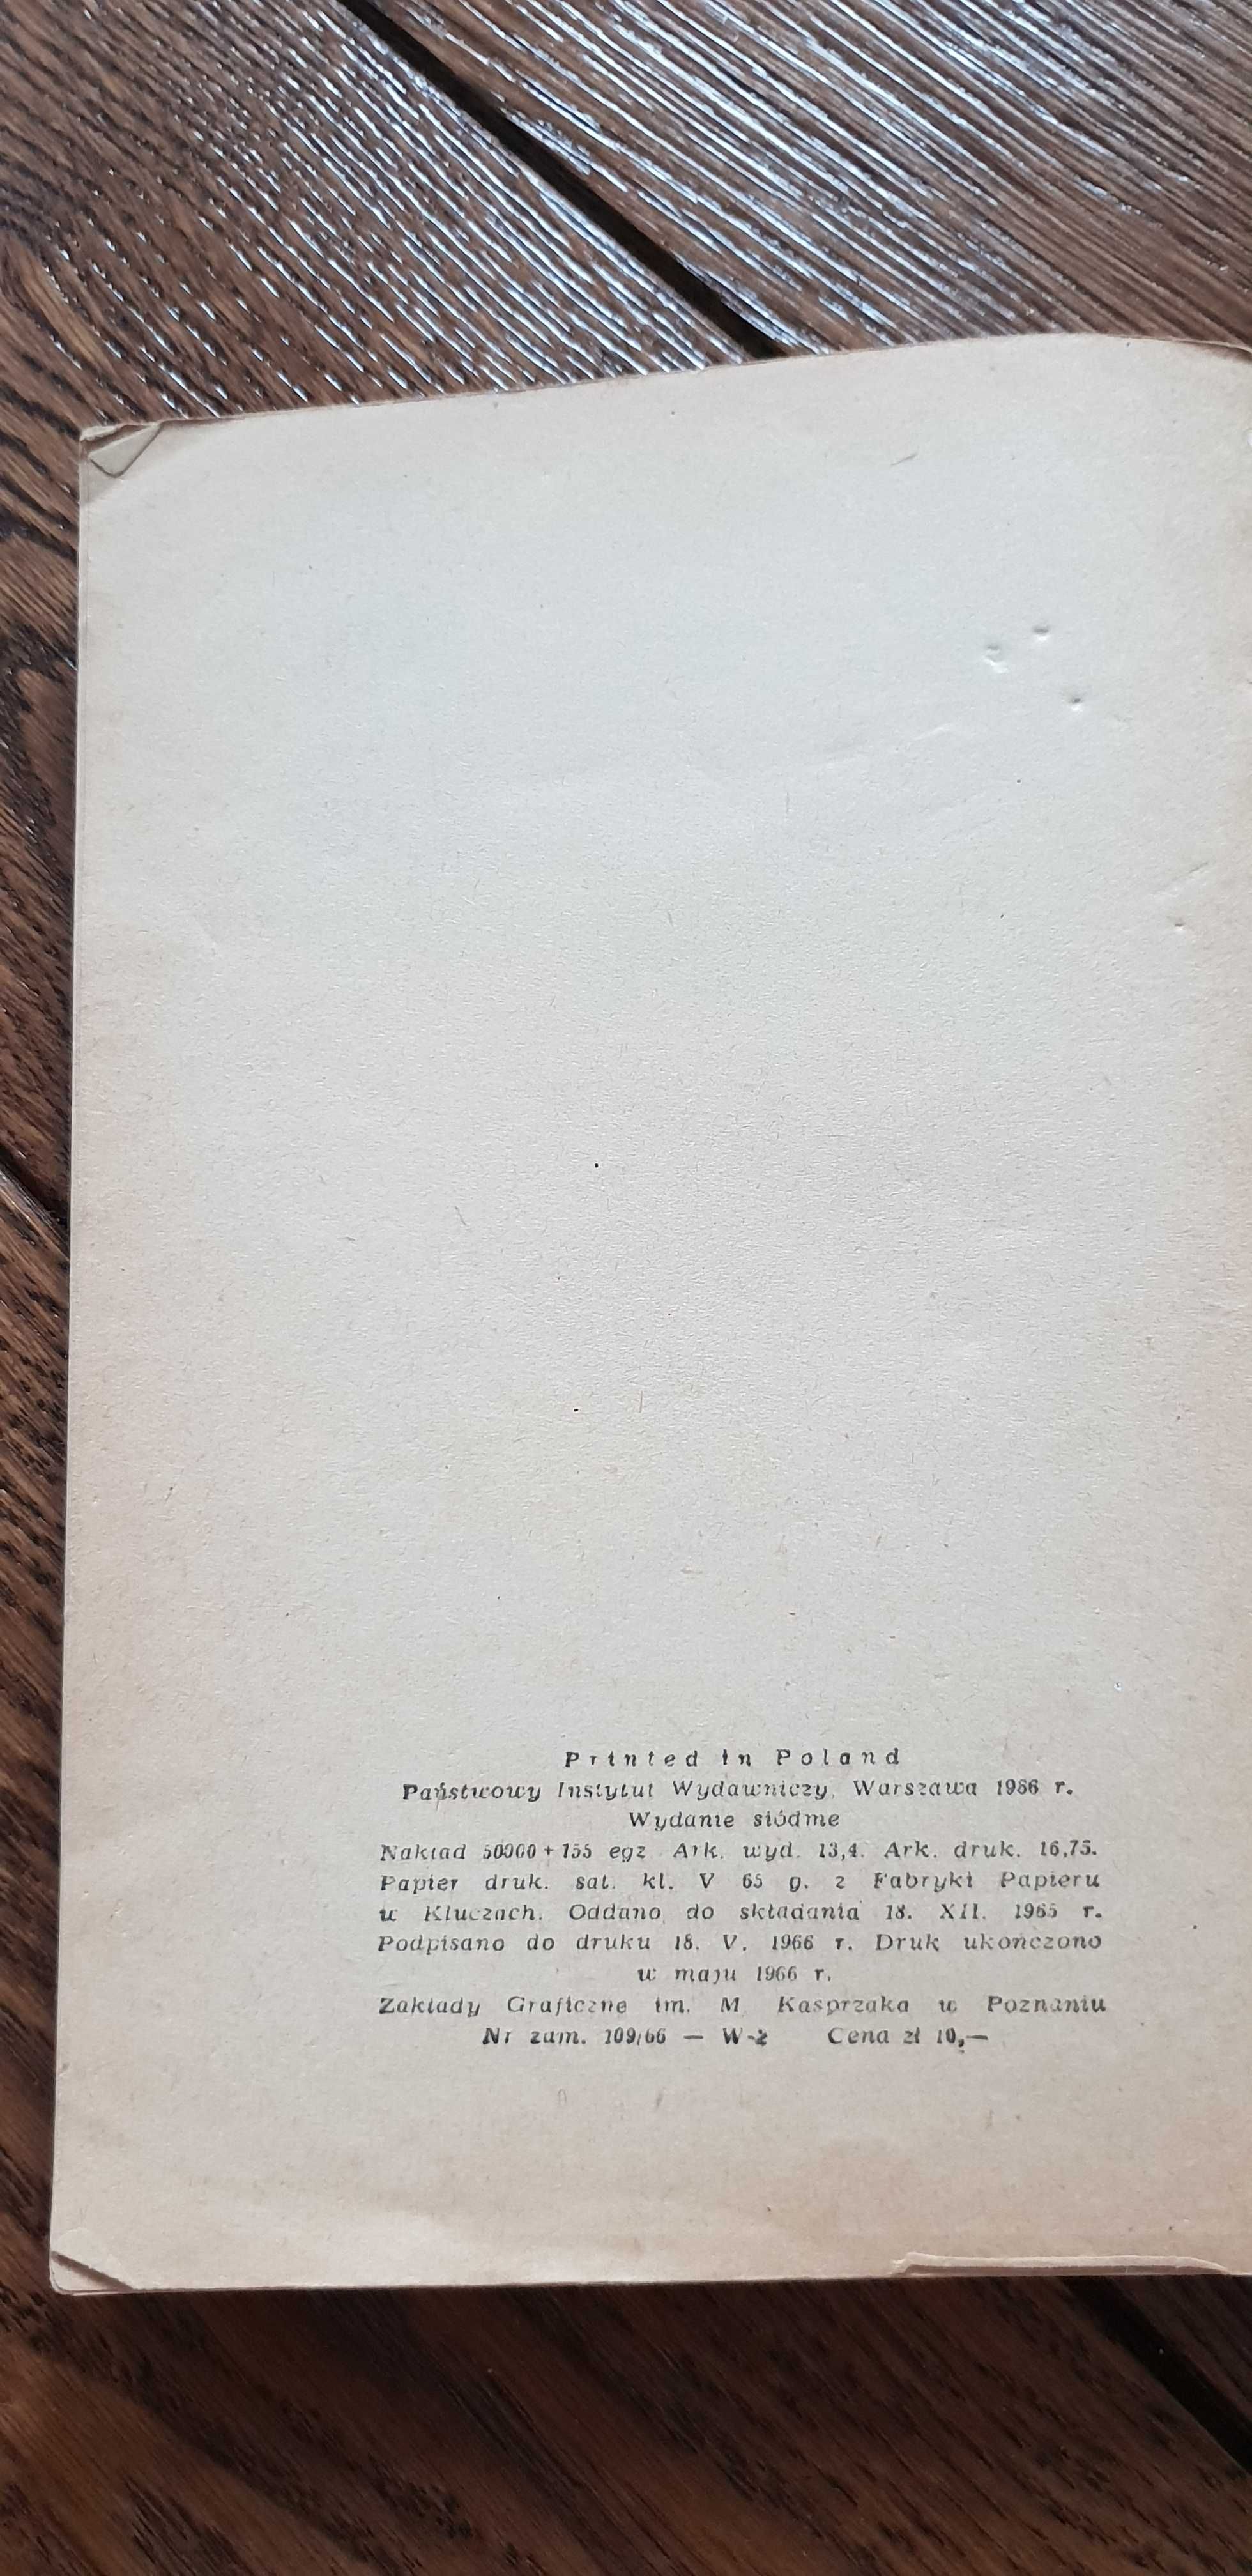 Printed in Poland
Państwowy Instytut Wydawniczy, Warszawa 1966 r.
Wydanie siódme
Nakład 50000+155 egz. Ark. wyd. 13,4. Ark. druk. 16,75.
Papier druk. sat. kl. V 65 g. z Fabryki Papieru
w Kluczach. Oddano do składania 18. XII. 1965 r.
Podpisano do druku 18. V. 1966 r. Druk ukończono
w maju 1966 r.
Zakłady Graficzne im. M. Kasprzaka w Poznaniu
Nr zam. 109/66 — Cena zł 10,—